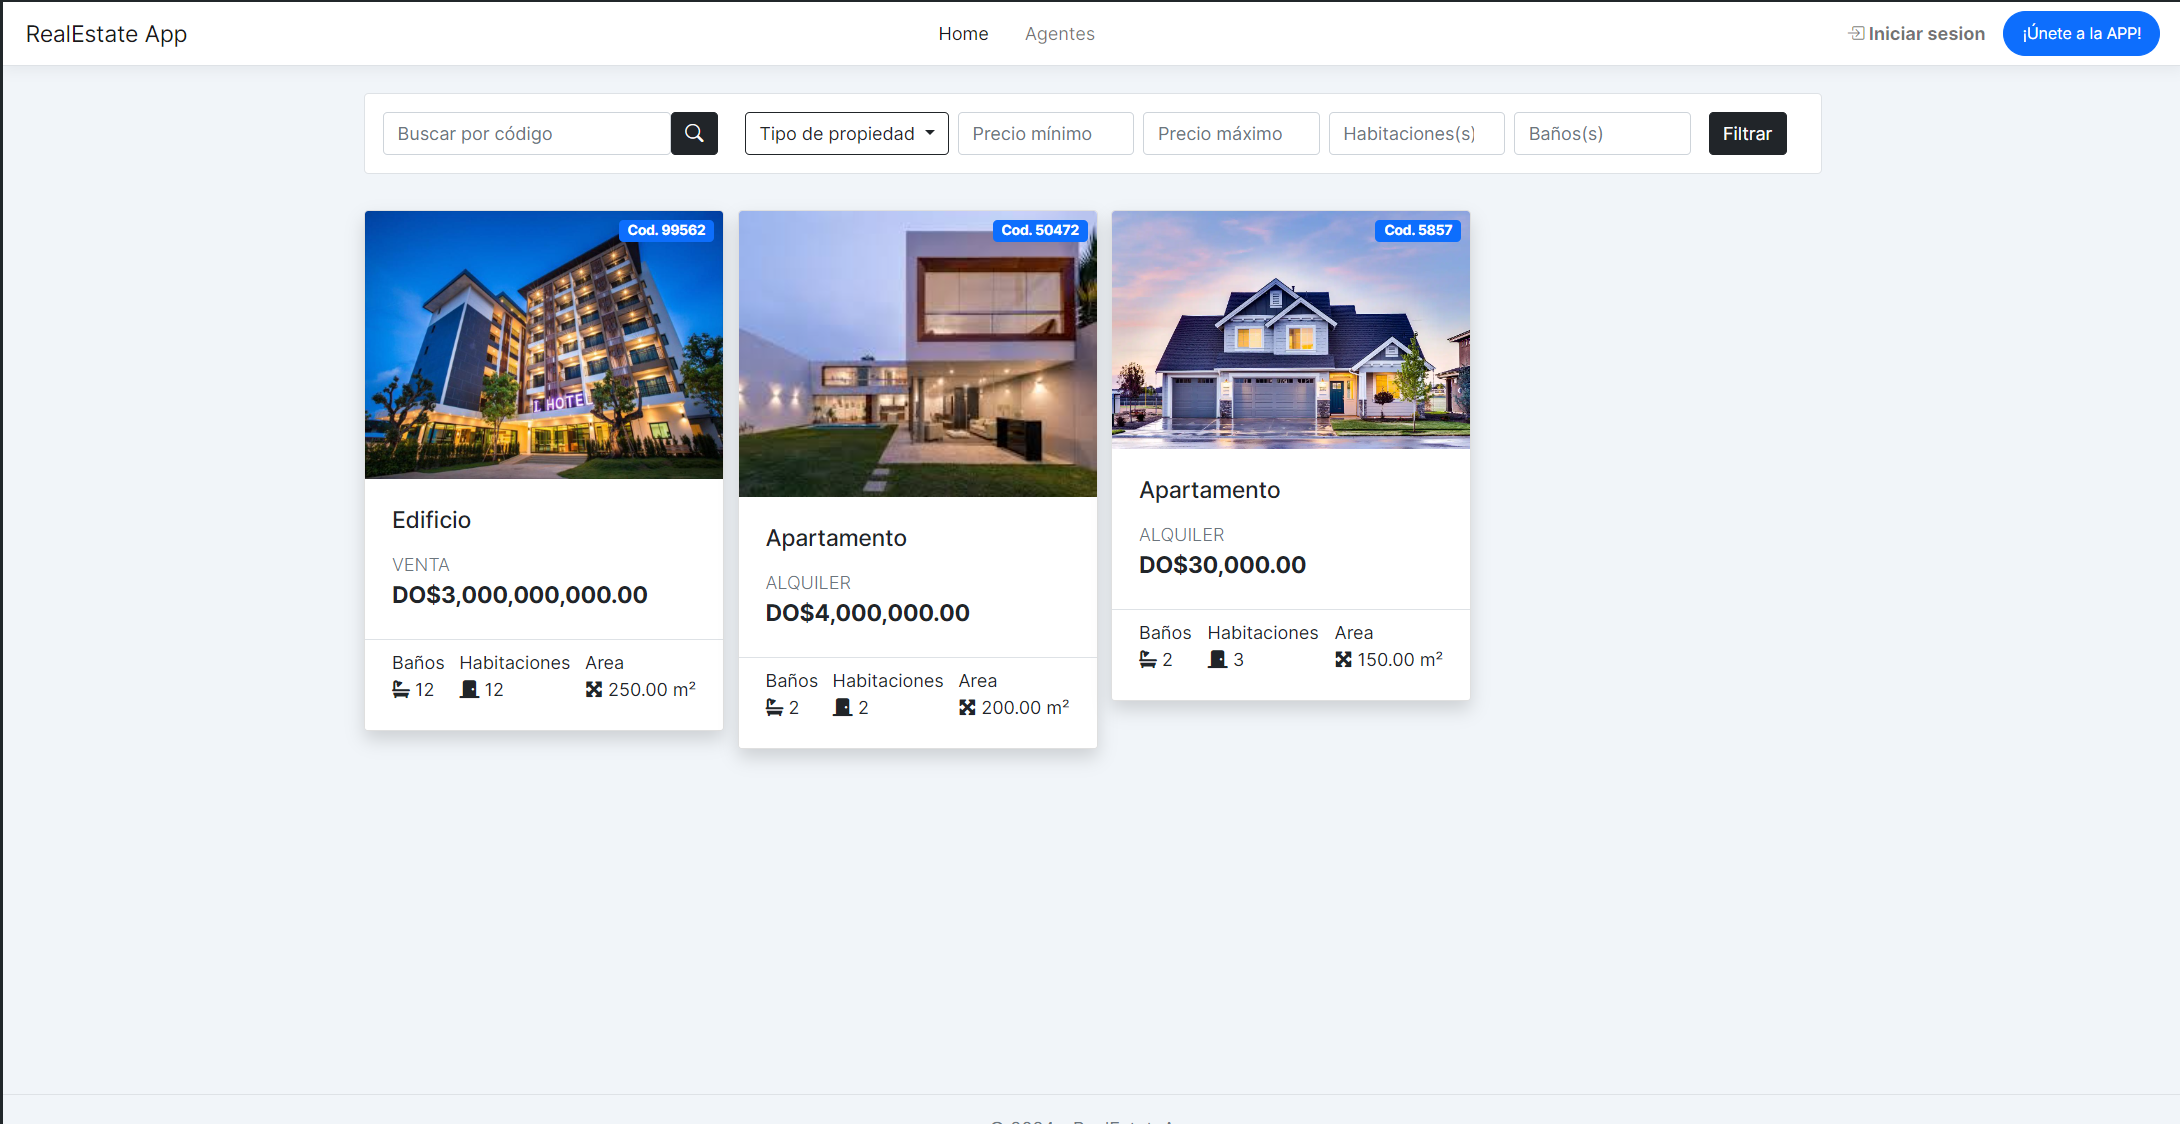 RealEstate App
Home
Agentes
Iniciar sesion
¡Únete a la APP!
Buscar por código
Tipo de propiedad
Precio mínimo
Precio máximo
Habitaciones(s)
Baños(s)
Filtrar
Cod. 99562
HOTEL
Edificio
VENTA
DO$3,000,000,000.00
Baños Habitaciones Area
12 12 250.00 m²
Cod. 50472
Apartamento
ALQUILER
DO$4,000,000.00
Baños Habitaciones Area
2 2 200.00 m²
Cod. 5857
Apartamento
ALQUILER
DO$30,000.00
Baños Habitaciones Area
2 3 150.00 m²